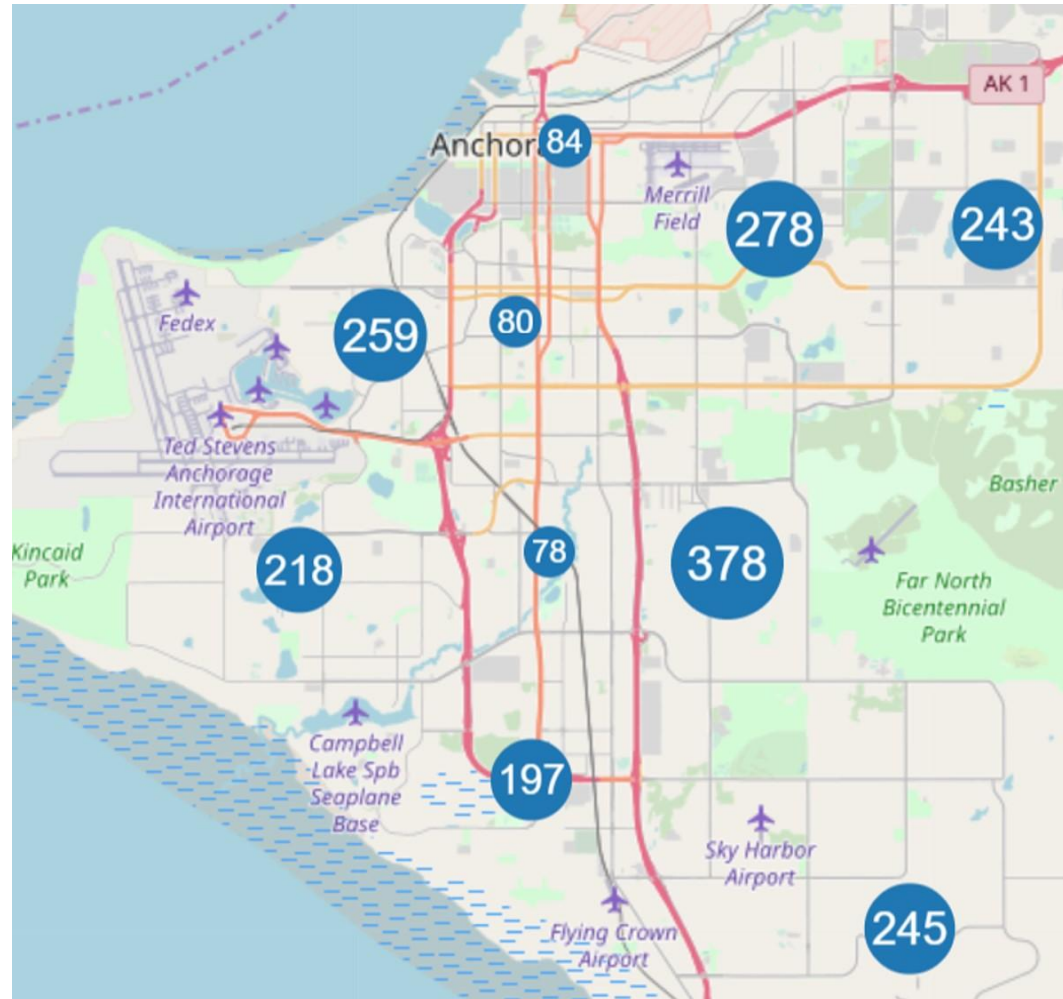 AK 1
Anchor
84
Merrill
Field
278
243
Fedex
259
80
Ted Stevens
Anchorage
International
Airport
Basher
Kincaid
Park
218
78
378
Far North
Bicentennial
Park
Campbell
Lake Spb
Seaplane
Base
197
Sky Harbor
Airport
245
Flying Crown
Airport